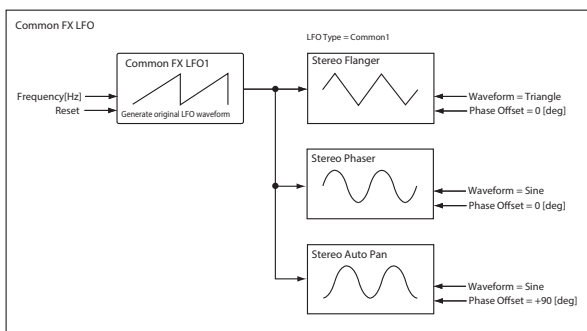 Common FX LFO
LFO Type = Common1
Common FX LFO1
Generate original LFO waveform
Frequency[Hz]
Reset
Stereo Flanger
Waveform = Triangle
Phase Offset = 0 [deg]
Stereo Phaser
Waveform = Sine
Phase Offset = 0 [deg]
Stereo Auto Pan
Waveform = Sine
Phase Offset = +90 [deg]